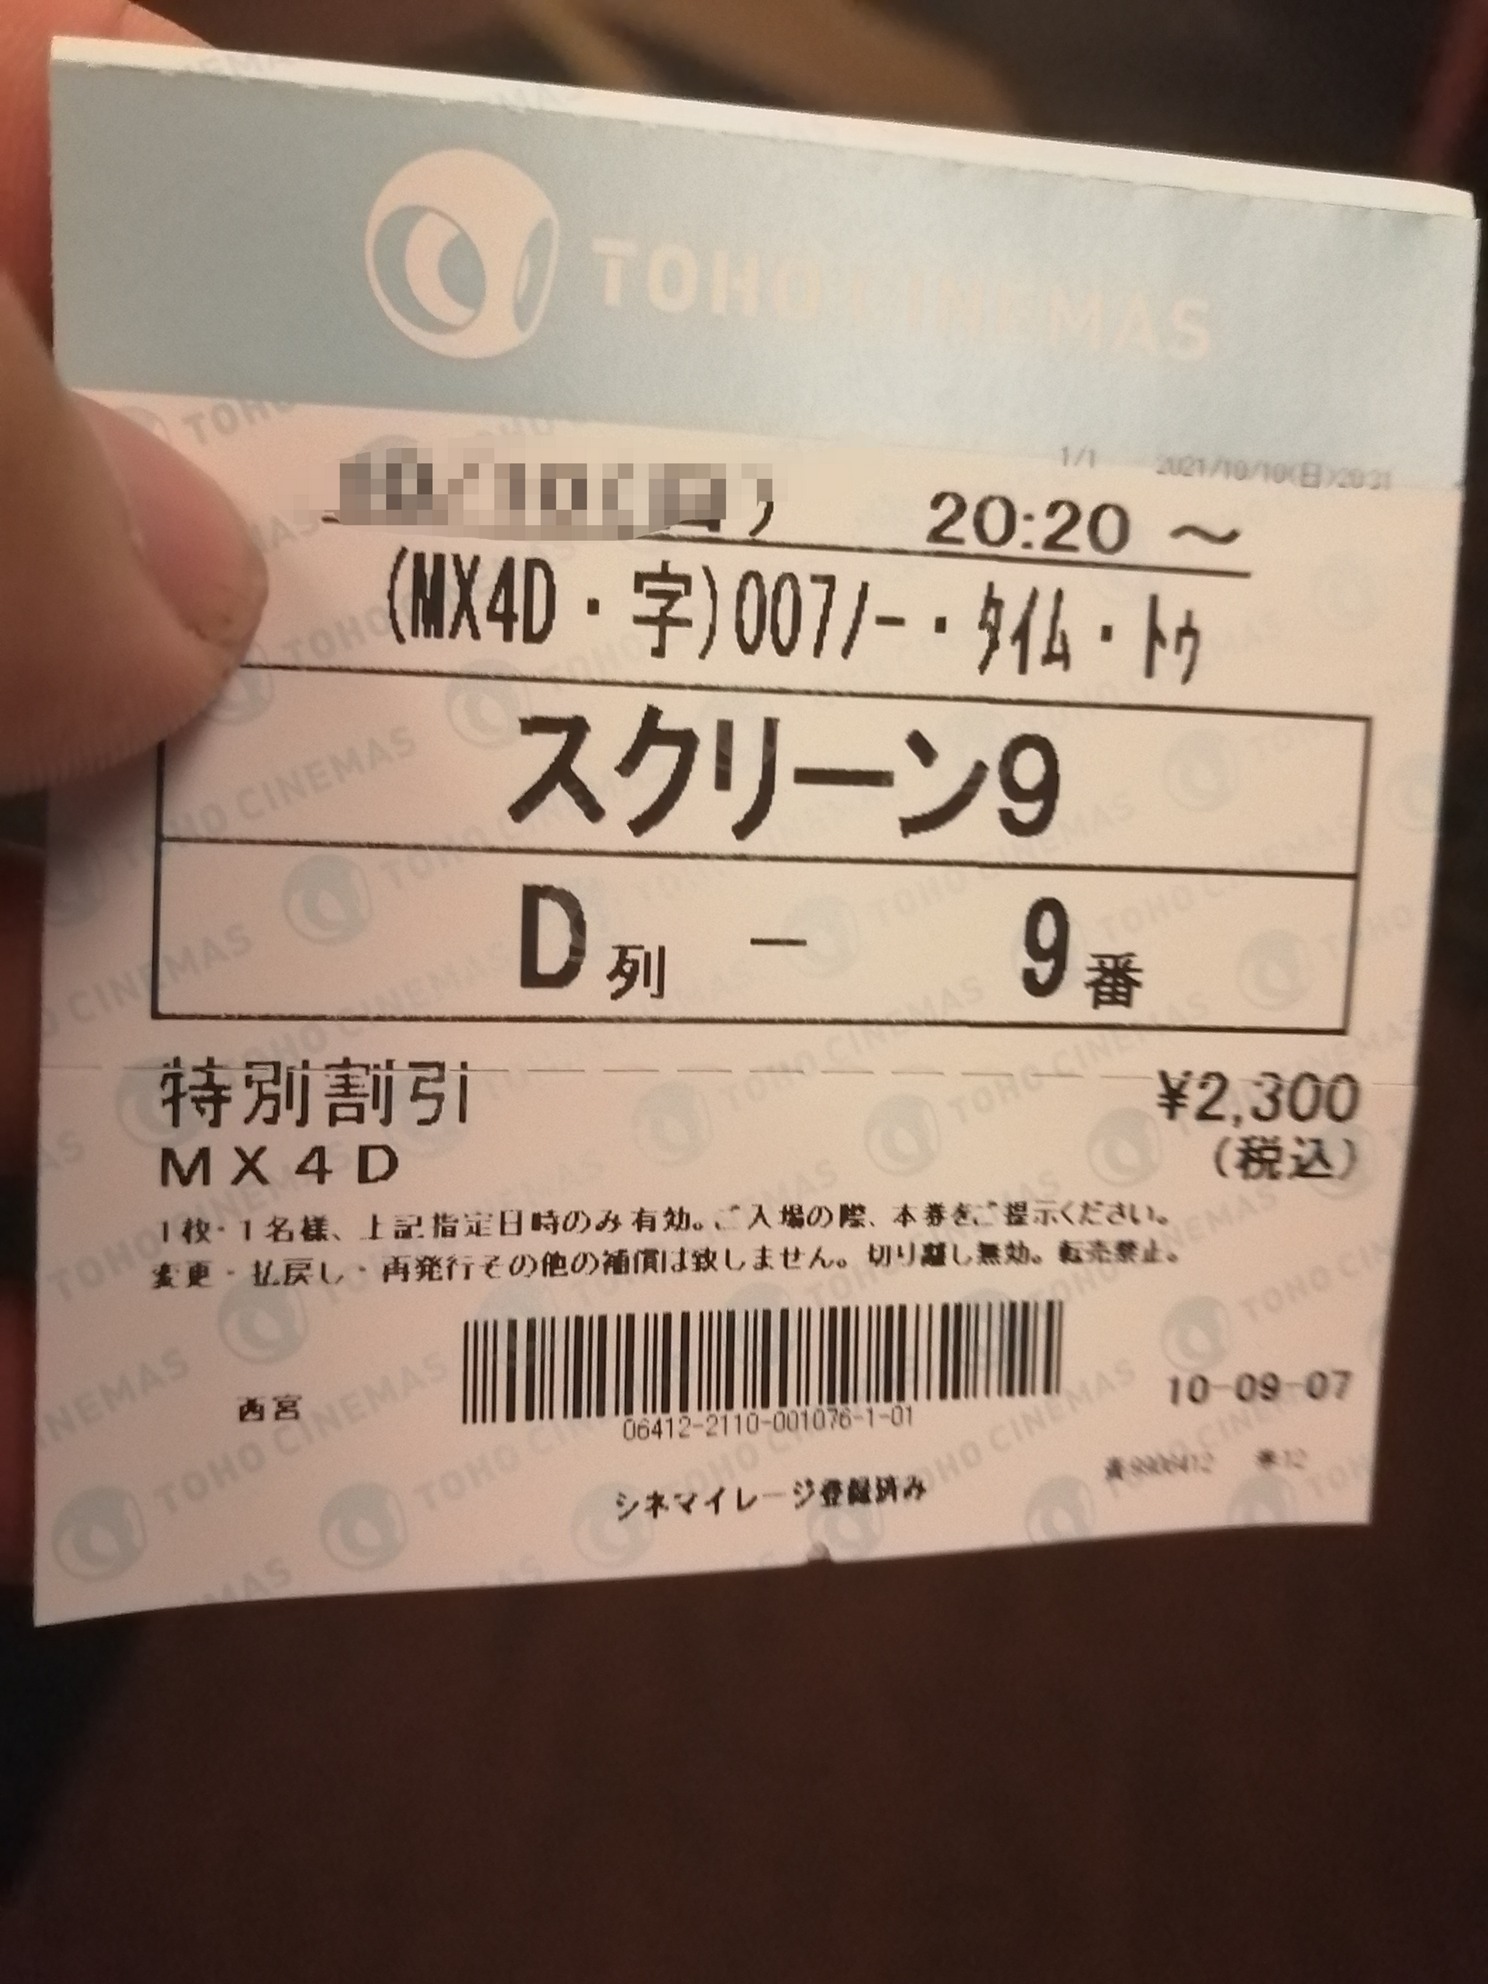 TOHO CINEMAS
1/1 2021/10/10(日)20:31
20:20 ～
(MX4D・字)007/ｰ・ﾀｲﾑ・ﾄｩ
スクリーン9
D列 － 9番
特別割引 ¥2,300
MX4D (税込)
1枚・1名様、上記指定日時のみ有効。ご入場の際、本券をご提示ください。
変更・払戻し・再発行その他の補償は致しません。切り離し無効。転売禁止。
西宮 10-09-07
06412-2110-001076-1-01
シネマイレージ登録済み